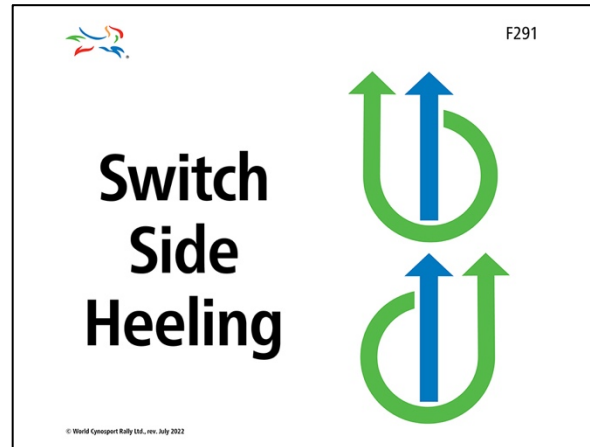 F291
Switch
Side
Heeling
© World Cynosport Rally Ltd., rev. July 2022